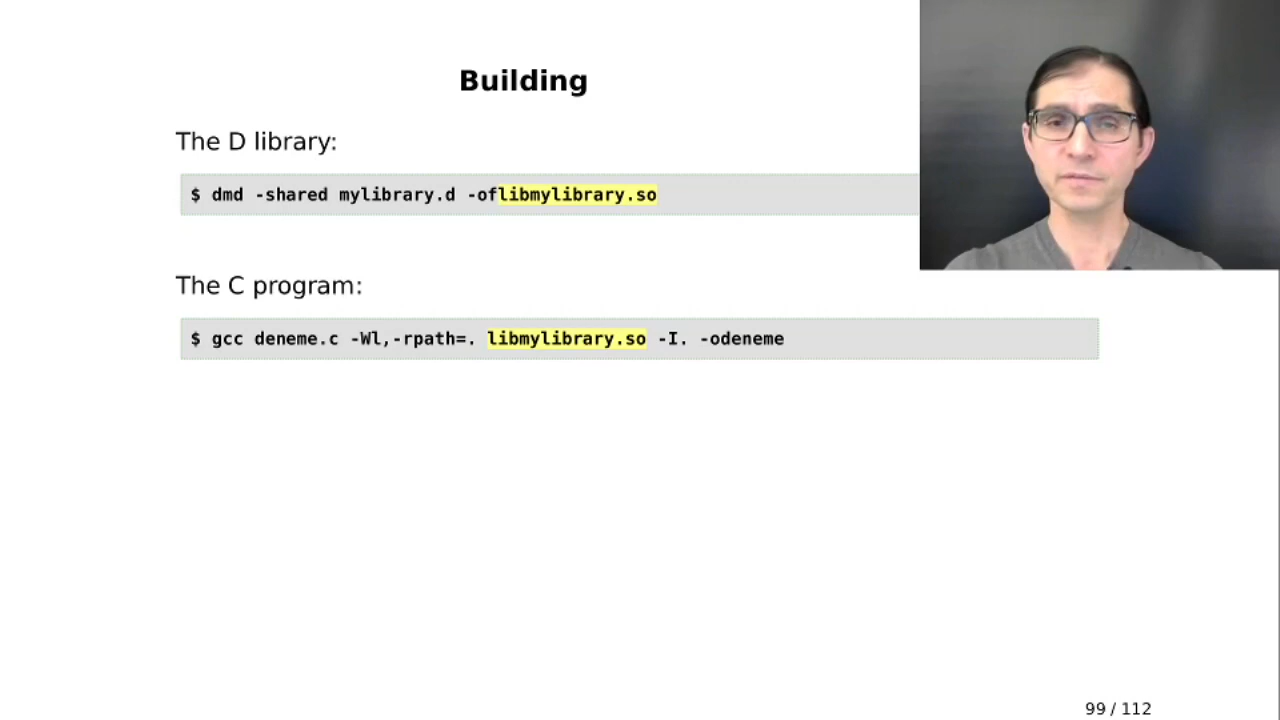 Building
The D library:
$ dmd -shared mylibrary.d -oflibmylibrary.so
The C program:
$ gcc deneme.c -Wl,-rpath=. libmylibrary.so -I. -odeneme
99 / 112